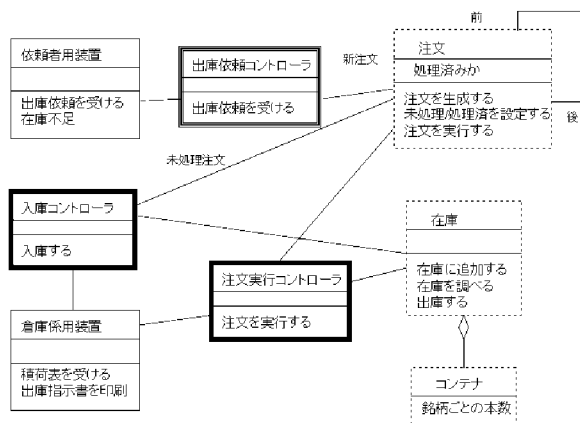 前
後
依頼者用装置
出庫依頼を受ける
在庫不足
出庫依頼コントローラ
出庫依頼を受ける
新注文
注文
処理済みか
注文を生成する
未処理/処理済を設定する
注文を実行する
未処理注文
入庫コントローラ
入庫する
注文実行コントローラ
注文を実行する
在庫
在庫に追加する
在庫を調べる
出庫する
倉庫係用装置
積荷表を受ける
出庫指示書を印刷
コンテナ
銘柄ごとの本数